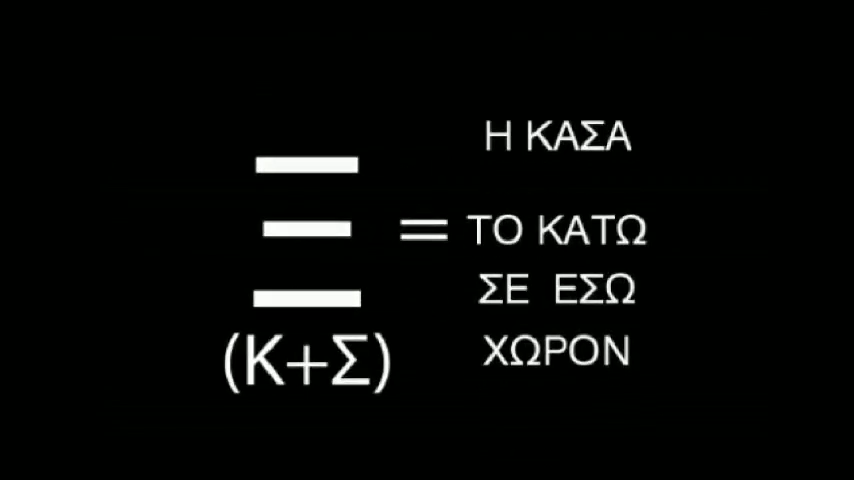 Η ΚΑΣΑ
Ξ = ΤΟ ΚΑΤΩ
ΣΕ ΕΣΩ
(Κ+Σ) ΧΩΡΟΝ